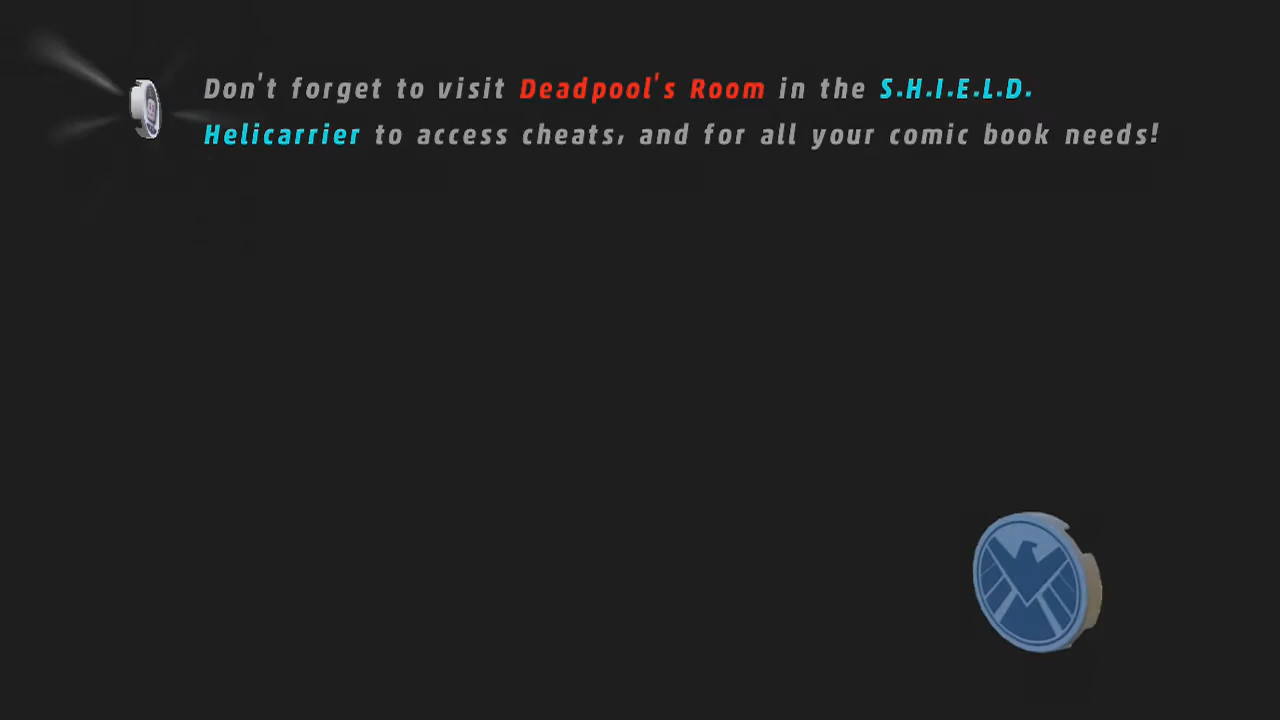 Don't forget to visit Deadpool's Room in the S.H.I.E.L.D.
Helicarrier to access cheats, and for all your comic book needs!